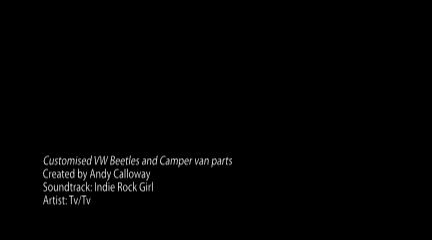 Customised VW Beetles and Camper van parts
Created by Andy Calloway
Soundtrack: Indie Rock Girl
Artist: Tv/Tv